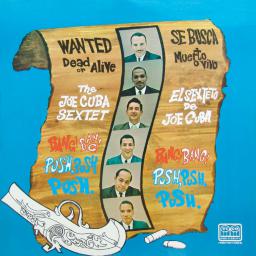 WANTED
Dead or Alive
The
JOE CUBA
SEXTET
BANG! BANG!
PUSH, PUSH
PUSH.
SE BUSCA
Muerto o vivo
EL SEXTETO
DE
JOE CUBA
BANG! BANG!
PUSH, PUSH,
PUSH.